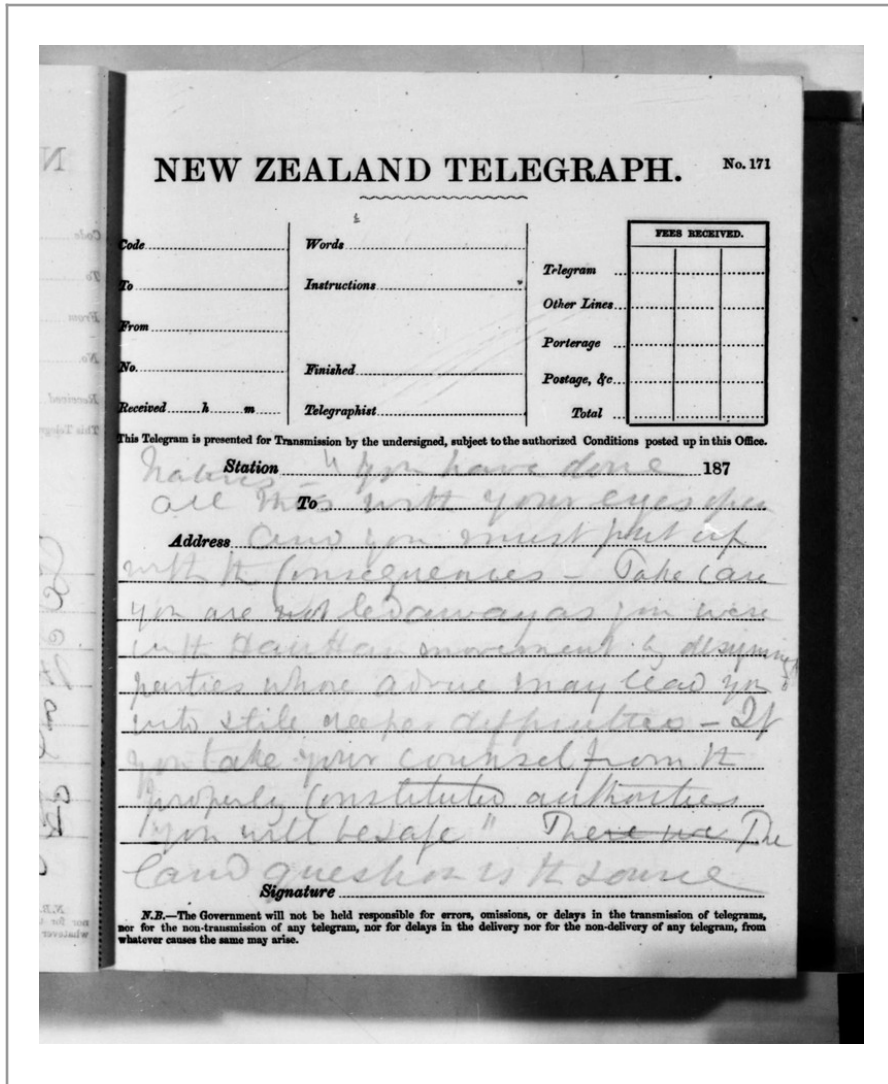 NEW ZEALAND TELEGRAPH. No. 171
Code
Words
FEES RECEIVED.
To
Instructions
Telegram
From
Other Lines
No.
Finished
Porterage
Postage, &c.
Received h m
Telegraphist
Total
This Telegram is presented for Transmission by the undersigned, subject to the authorized Conditions posted up in this Office.
Station 187
Natives – "you have done
To
all this with your eyes open
Address
and you must put up
with th Consequences – Take care
you are not led away as you were
in th Hau Hau movement by designing
parties whose advice may lead you
into still deeper difficulties – If
you take your counsel from th
properly constituted authorities
you will be safe" There are The
land question is th source
Signature
N.B.—The Government will not be held responsible for errors, omissions, or delays in the transmission of telegrams,
nor for the non-transmission of any telegram, nor for delays in the delivery nor for the non-delivery of any telegram, from
whatever causes the same may arise.